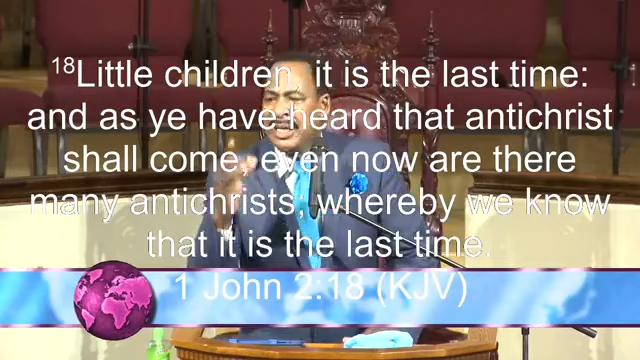 18Little children, it is the last time:
and as ye have heard that antichrist
shall come, even now are there
many antichrists; whereby we know
that it is the last time.
1 John 2:18 (KJV)